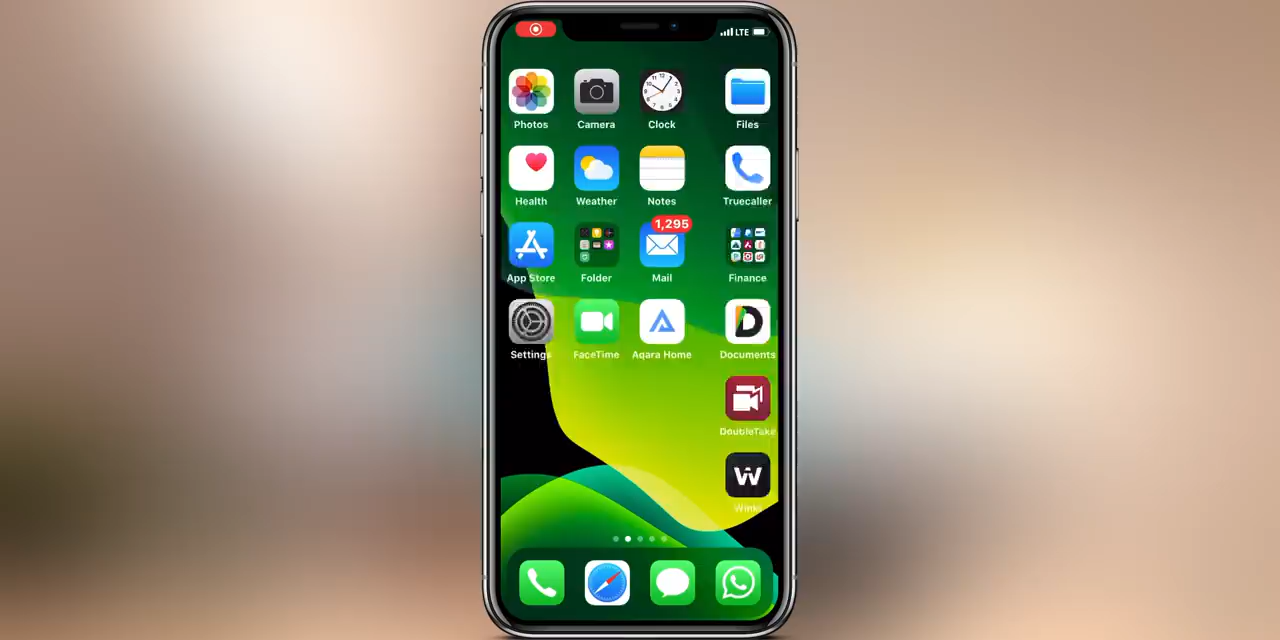 LTE
Photos Camera Clock Files
Health Weather Notes Truecaller
1,295
App Store Folder Mail Finance
Settings FaceTime Aqara Home Documents
DoubleTake